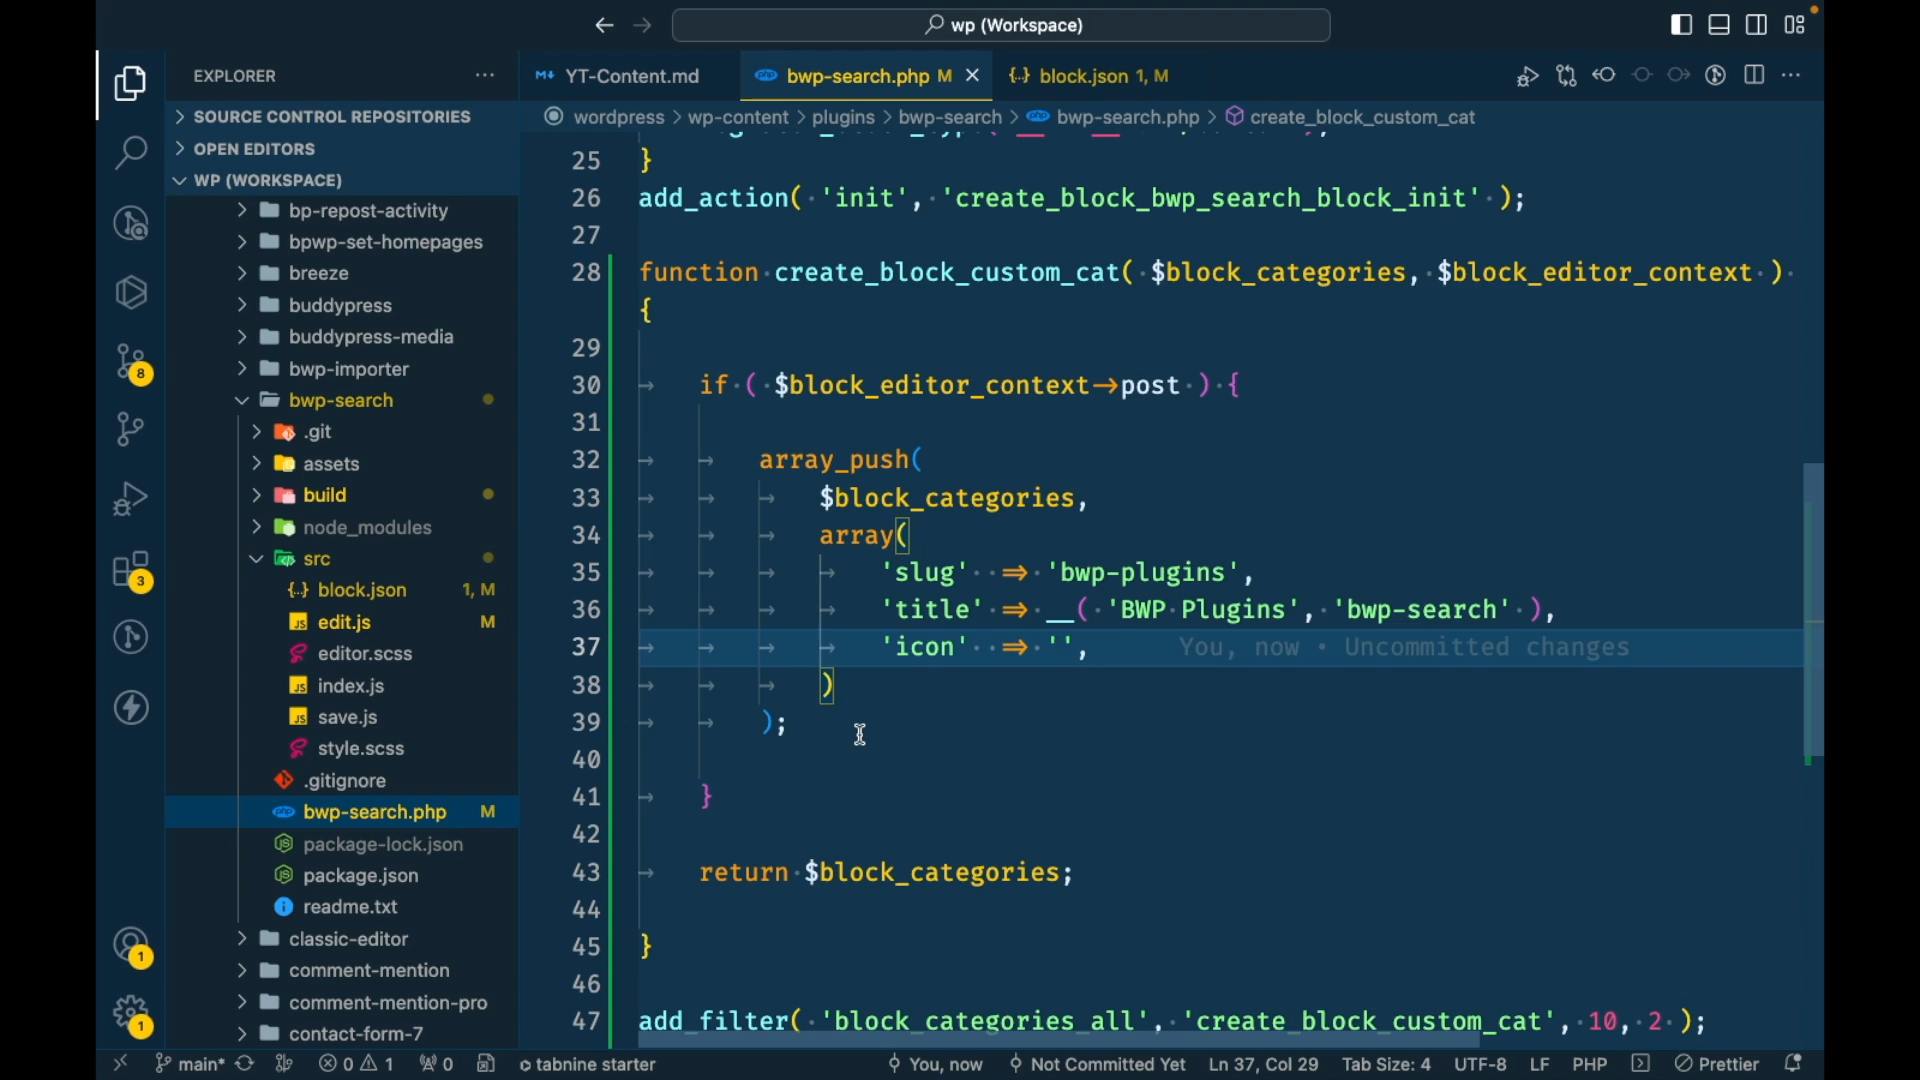 wp (Workspace)
EXPLORER
YT-Content.md
bwp-search.php M
block.json 1, M
SOURCE CONTROL REPOSITORIES
OPEN EDITORS
WP (WORKSPACE)
wordpress > wp-content > plugins > bwp-search > bwp-search.php > create_block_custom_cat
bp-repost-activity
bpwp-set-homepages
breeze
buddypress
buddypress-media
bwp-importer
bwp-search
.git
assets
build
node_modules
src
block.json 1, M
edit.js M
editor.scss
index.js
save.js
style.scss
.gitignore
bwp-search.php M
package-lock.json
package.json
readme.txt
classic-editor
comment-mention
comment-mention-pro
contact-form-7
8
3
1
1
25 }
26 add_action( 'init', 'create_block_bwp_search_block_init' );
27
28 function create_block_custom_cat( $block_categories, $block_editor_context )
{
29
30 if ( $block_editor_context->post ) {
31
32 array_push(
33 $block_categories,
34 array(
35 'slug' => 'bwp-plugins',
36 'title' => __( 'BWP Plugins', 'bwp-search' ),
37 'icon' => '', You, now • Uncommitted changes
38 )
39 );
40
41 }
42
43 return $block_categories;
44
45 }
46
47 add_filter( 'block_categories_all', 'create_block_custom_cat', 10, 2 );
main* 0 1 0 tabnine starter You, now Not Committed Yet Ln 37, Col 29 Tab Size: 4 UTF-8 LF PHP Prettier